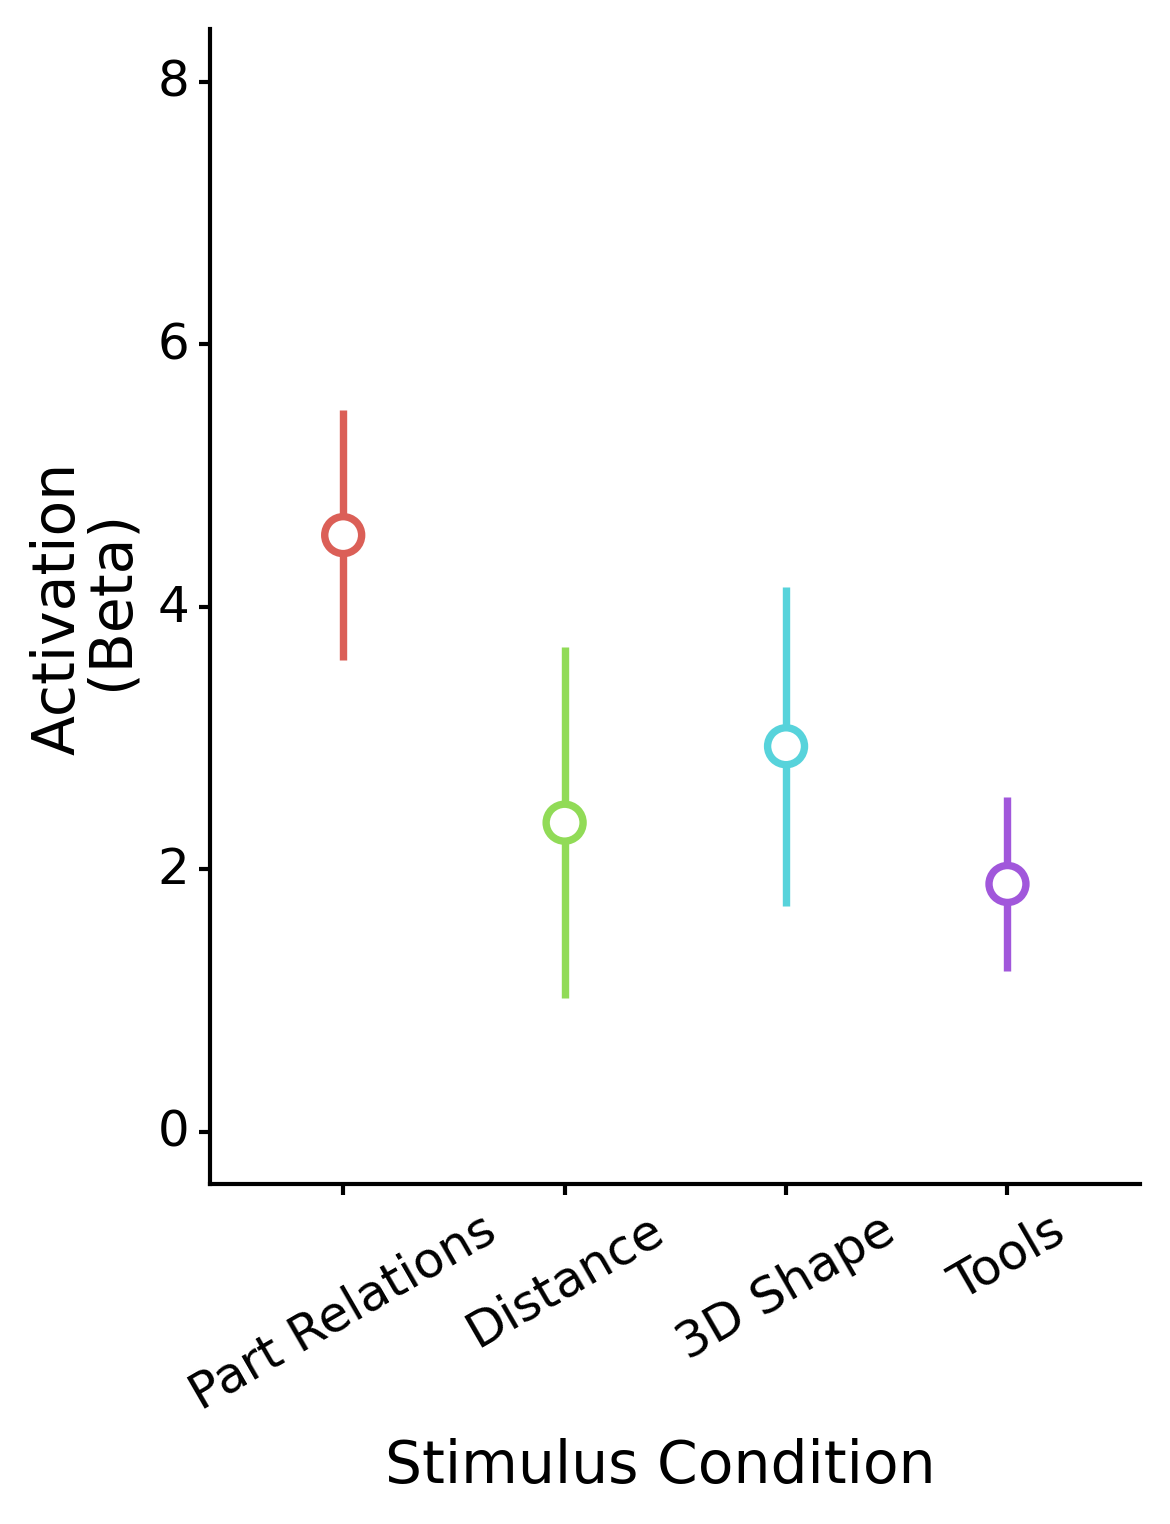 8
6
4
2
0
Activation
(Beta)
Part Relations
Distance
3D Shape
Tools
Stimulus Condition